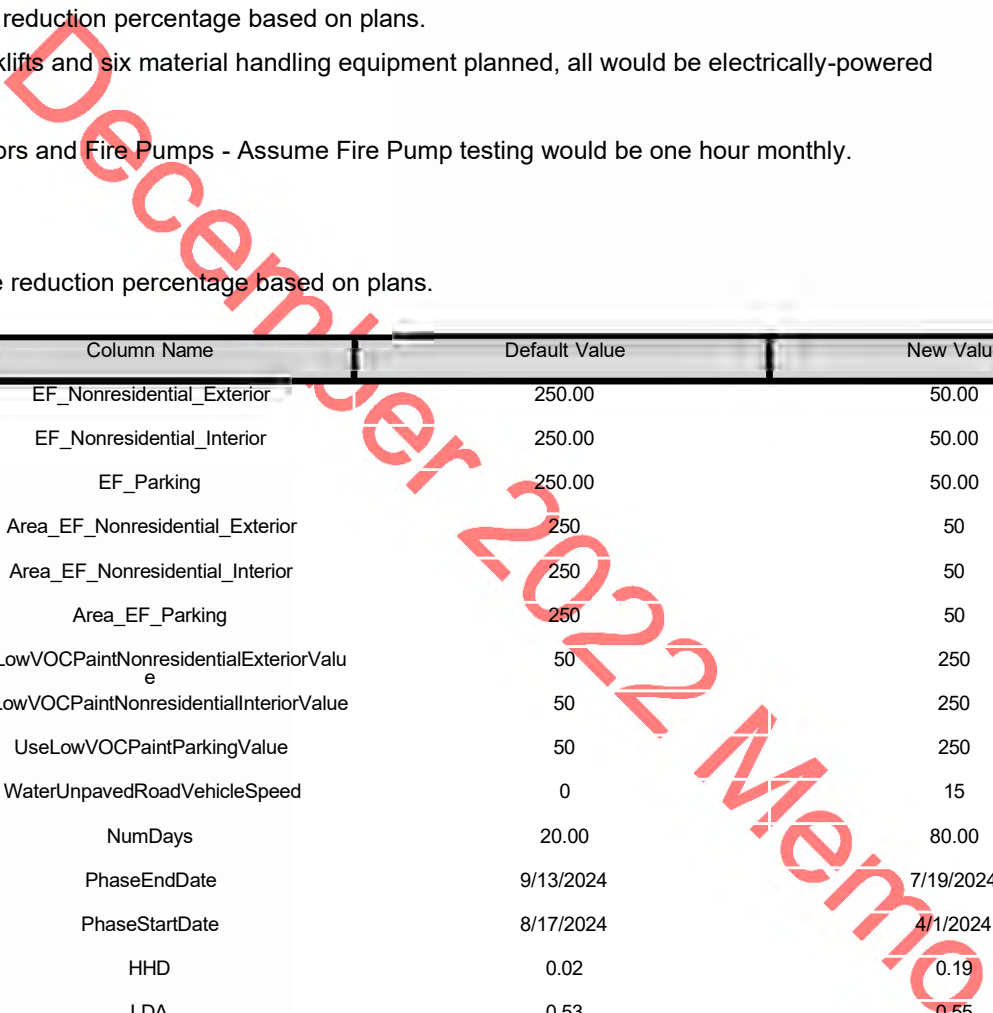 reduction percentage based on plans.
klifts and six material handling equipment planned, all would be electrically-powered
ors and Fire Pumps - Assume Fire Pump testing would be one hour monthly.
e reduction percentage based on plans.
Column Name Default Value New Valu
EF_Nonresidential_Exterior 250.00 50.00
EF_Nonresidential_Interior 250.00 50.00
EF_Parking 250.00 50.00
Area_EF_Nonresidential_Exterior 250 50
Area_EF_Nonresidential_Interior 250 50
Area_EF_Parking 250 50
LowVOCPaintNonresidentialExteriorValu 50 250
e
LowVOCPaintNonresidentialInteriorValue 50 250
UseLowVOCPaintParkingValue 50 250
WaterUnpavedRoadVehicleSpeed 0 15
NumDays 20.00 80.00
PhaseEndDate 9/13/2024 7/19/2024
PhaseStartDate 8/17/2024 4/1/2024
HHD 0.02 0.19
LDA 0.53 0.55
December 2022 Memo